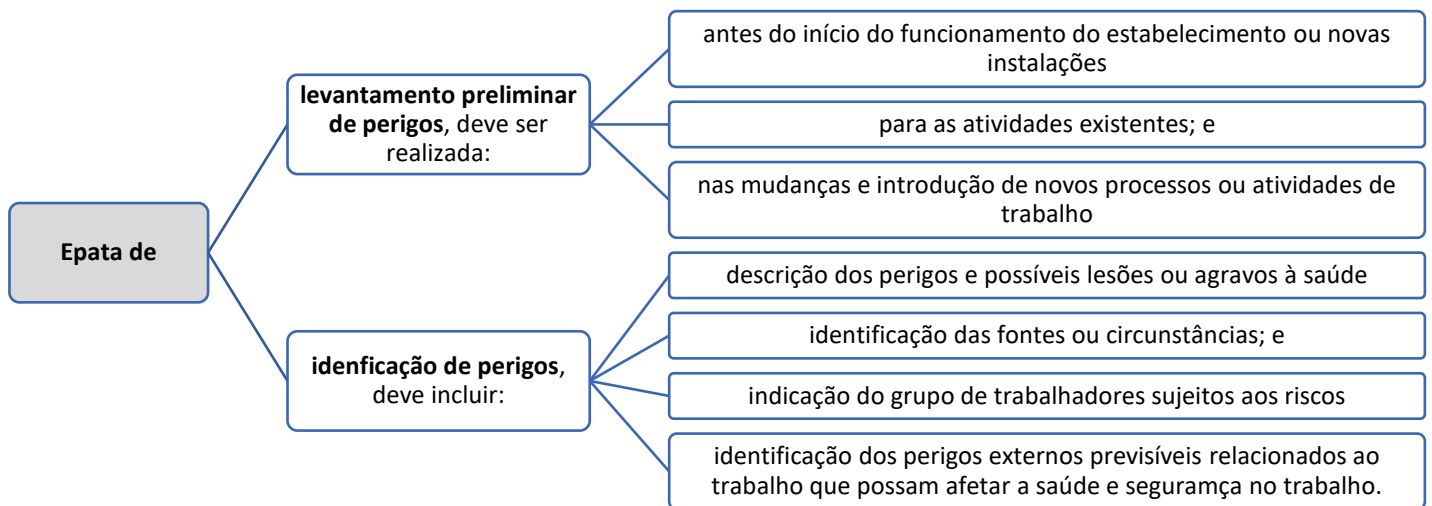 Epata de
levantamento preliminar
de perigos, deve ser
realizada:
antes do início do funcionamento do estabelecimento ou novas
instalações
para as atividades existentes; e
nas mudanças e introdução de novos processos ou atividades de
trabalho
idenficação de perigos,
deve incluir:
descrição dos perigos e possíveis lesões ou agravos à saúde
identificação das fontes ou circunstâncias; e
indicação do grupo de trabalhadores sujeitos aos riscos
identificação dos perigos externos previsíveis relacionados ao
trabalho que possam afetar a saúde e seguramça no trabalho.